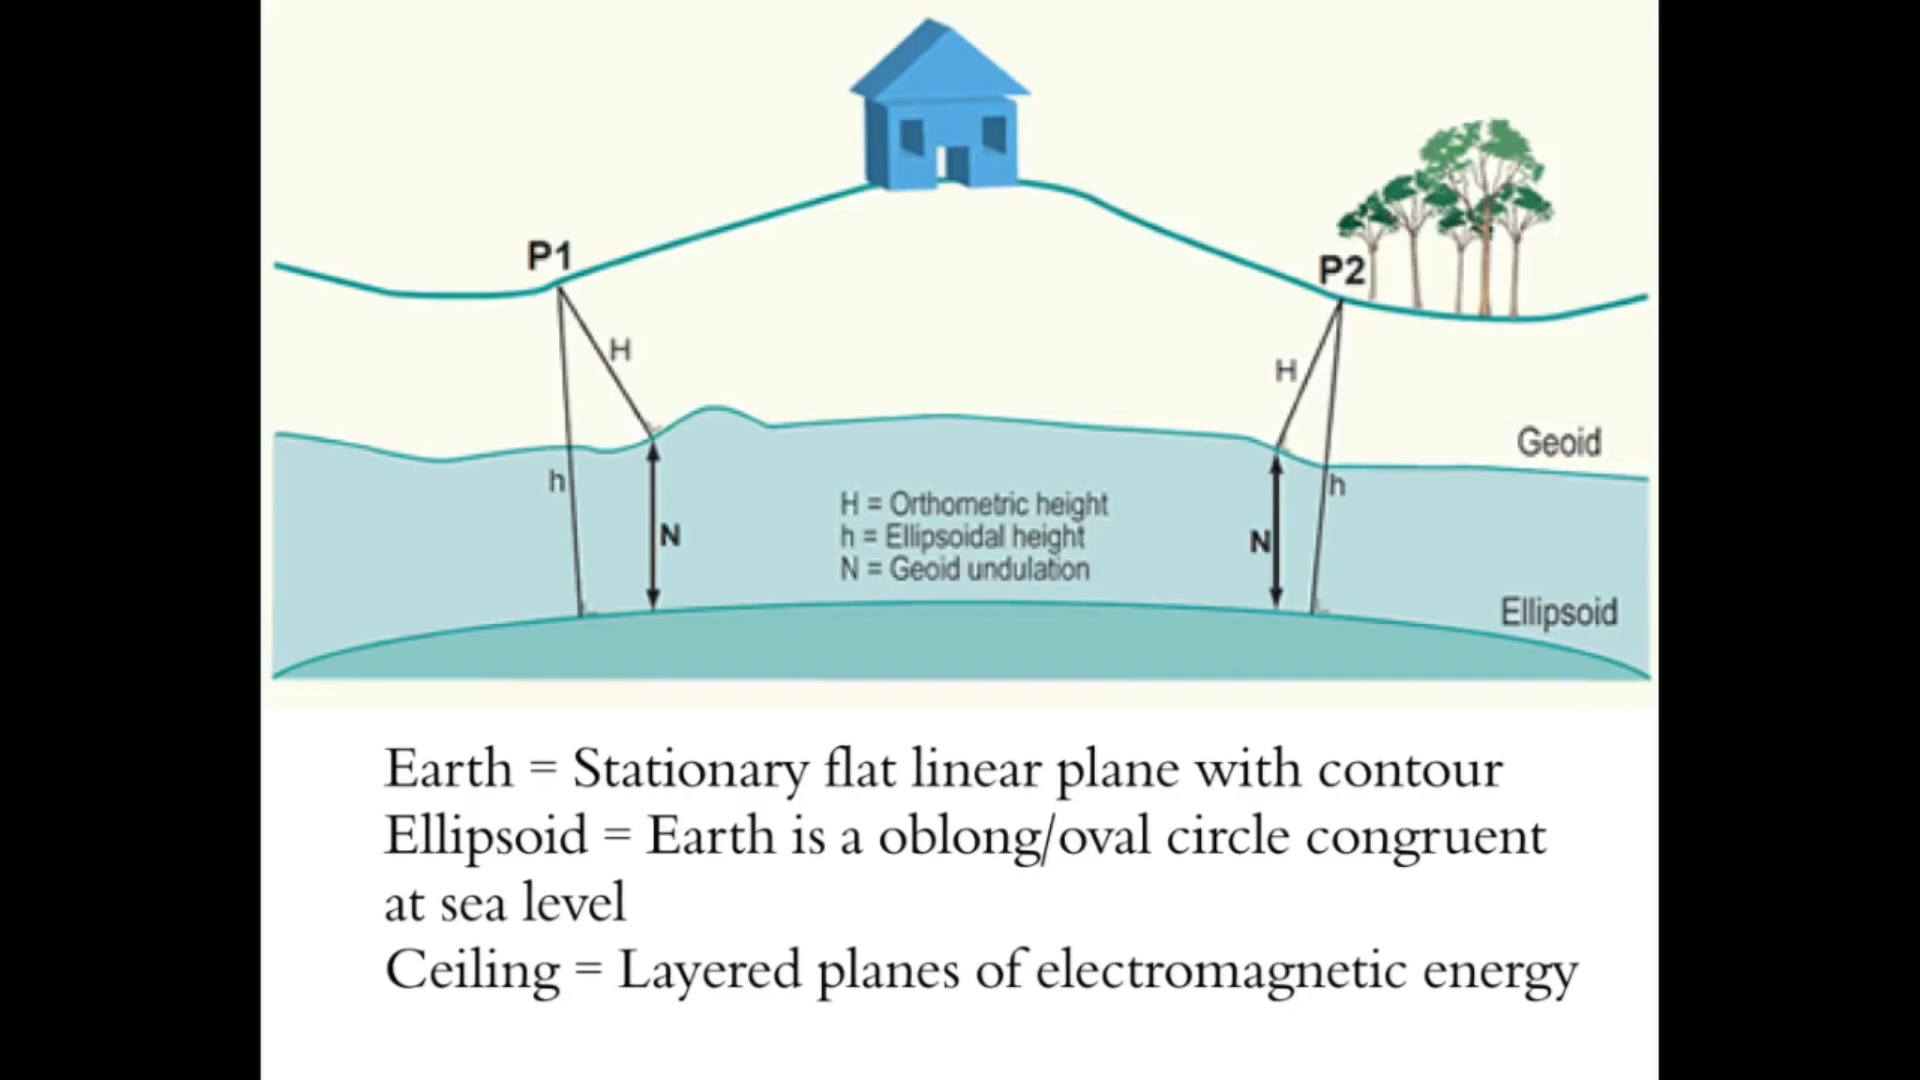 P1
P2
H
H
Geoid
h
h
H = Orthometric height
h = Ellipsoidal height
N = Geoid undulation
N
N
Ellipsoid
Earth = Stationary flat linear plane with contour
Ellipsoid = Earth is a oblong/oval circle congruent
at sea level
Ceiling = Layered planes of electromagnetic energy